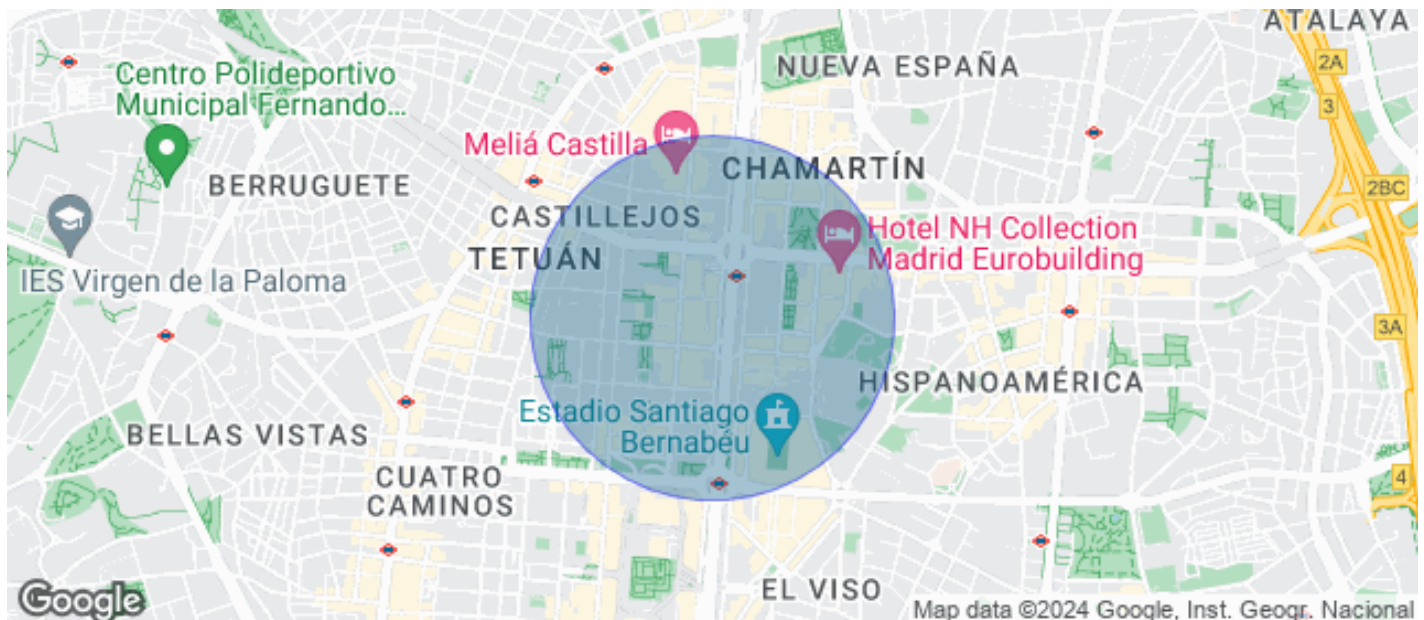 ATALAYA
NUEVA ESPAÑA
2A
Centro Polideportivo
Municipal Fernando...
3
Meliá Castilla
CHAMARTÍN
BERRUGUETE
2BC
CASTILLEJOS
Hotel NH Collection
Madrid Eurobuilding
TETUÁN
IES Virgen de la Paloma
3A
HISPANOAMÉRICA
Estadio Santiago
Bernabéu
BELLAS VISTAS
CUATRO
CAMINOS
4
EL VISO
Google
Map data ©2024 Google, Inst. Geogr. Nacional